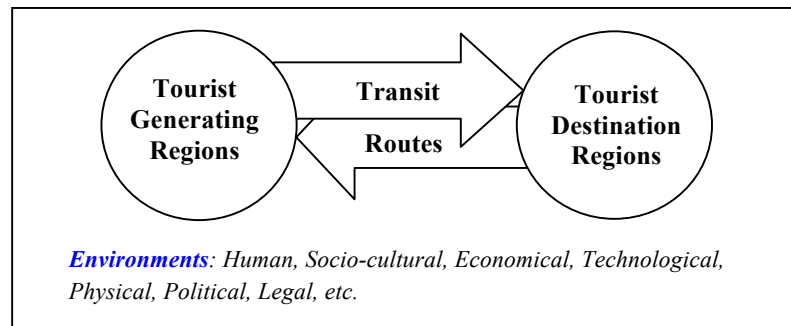 Tourist
Generating
Regions
Transit
Routes
Tourist
Destination
Regions
Environments: Human, Socio-cultural, Economical, Technological,
Physical, Political, Legal, etc.